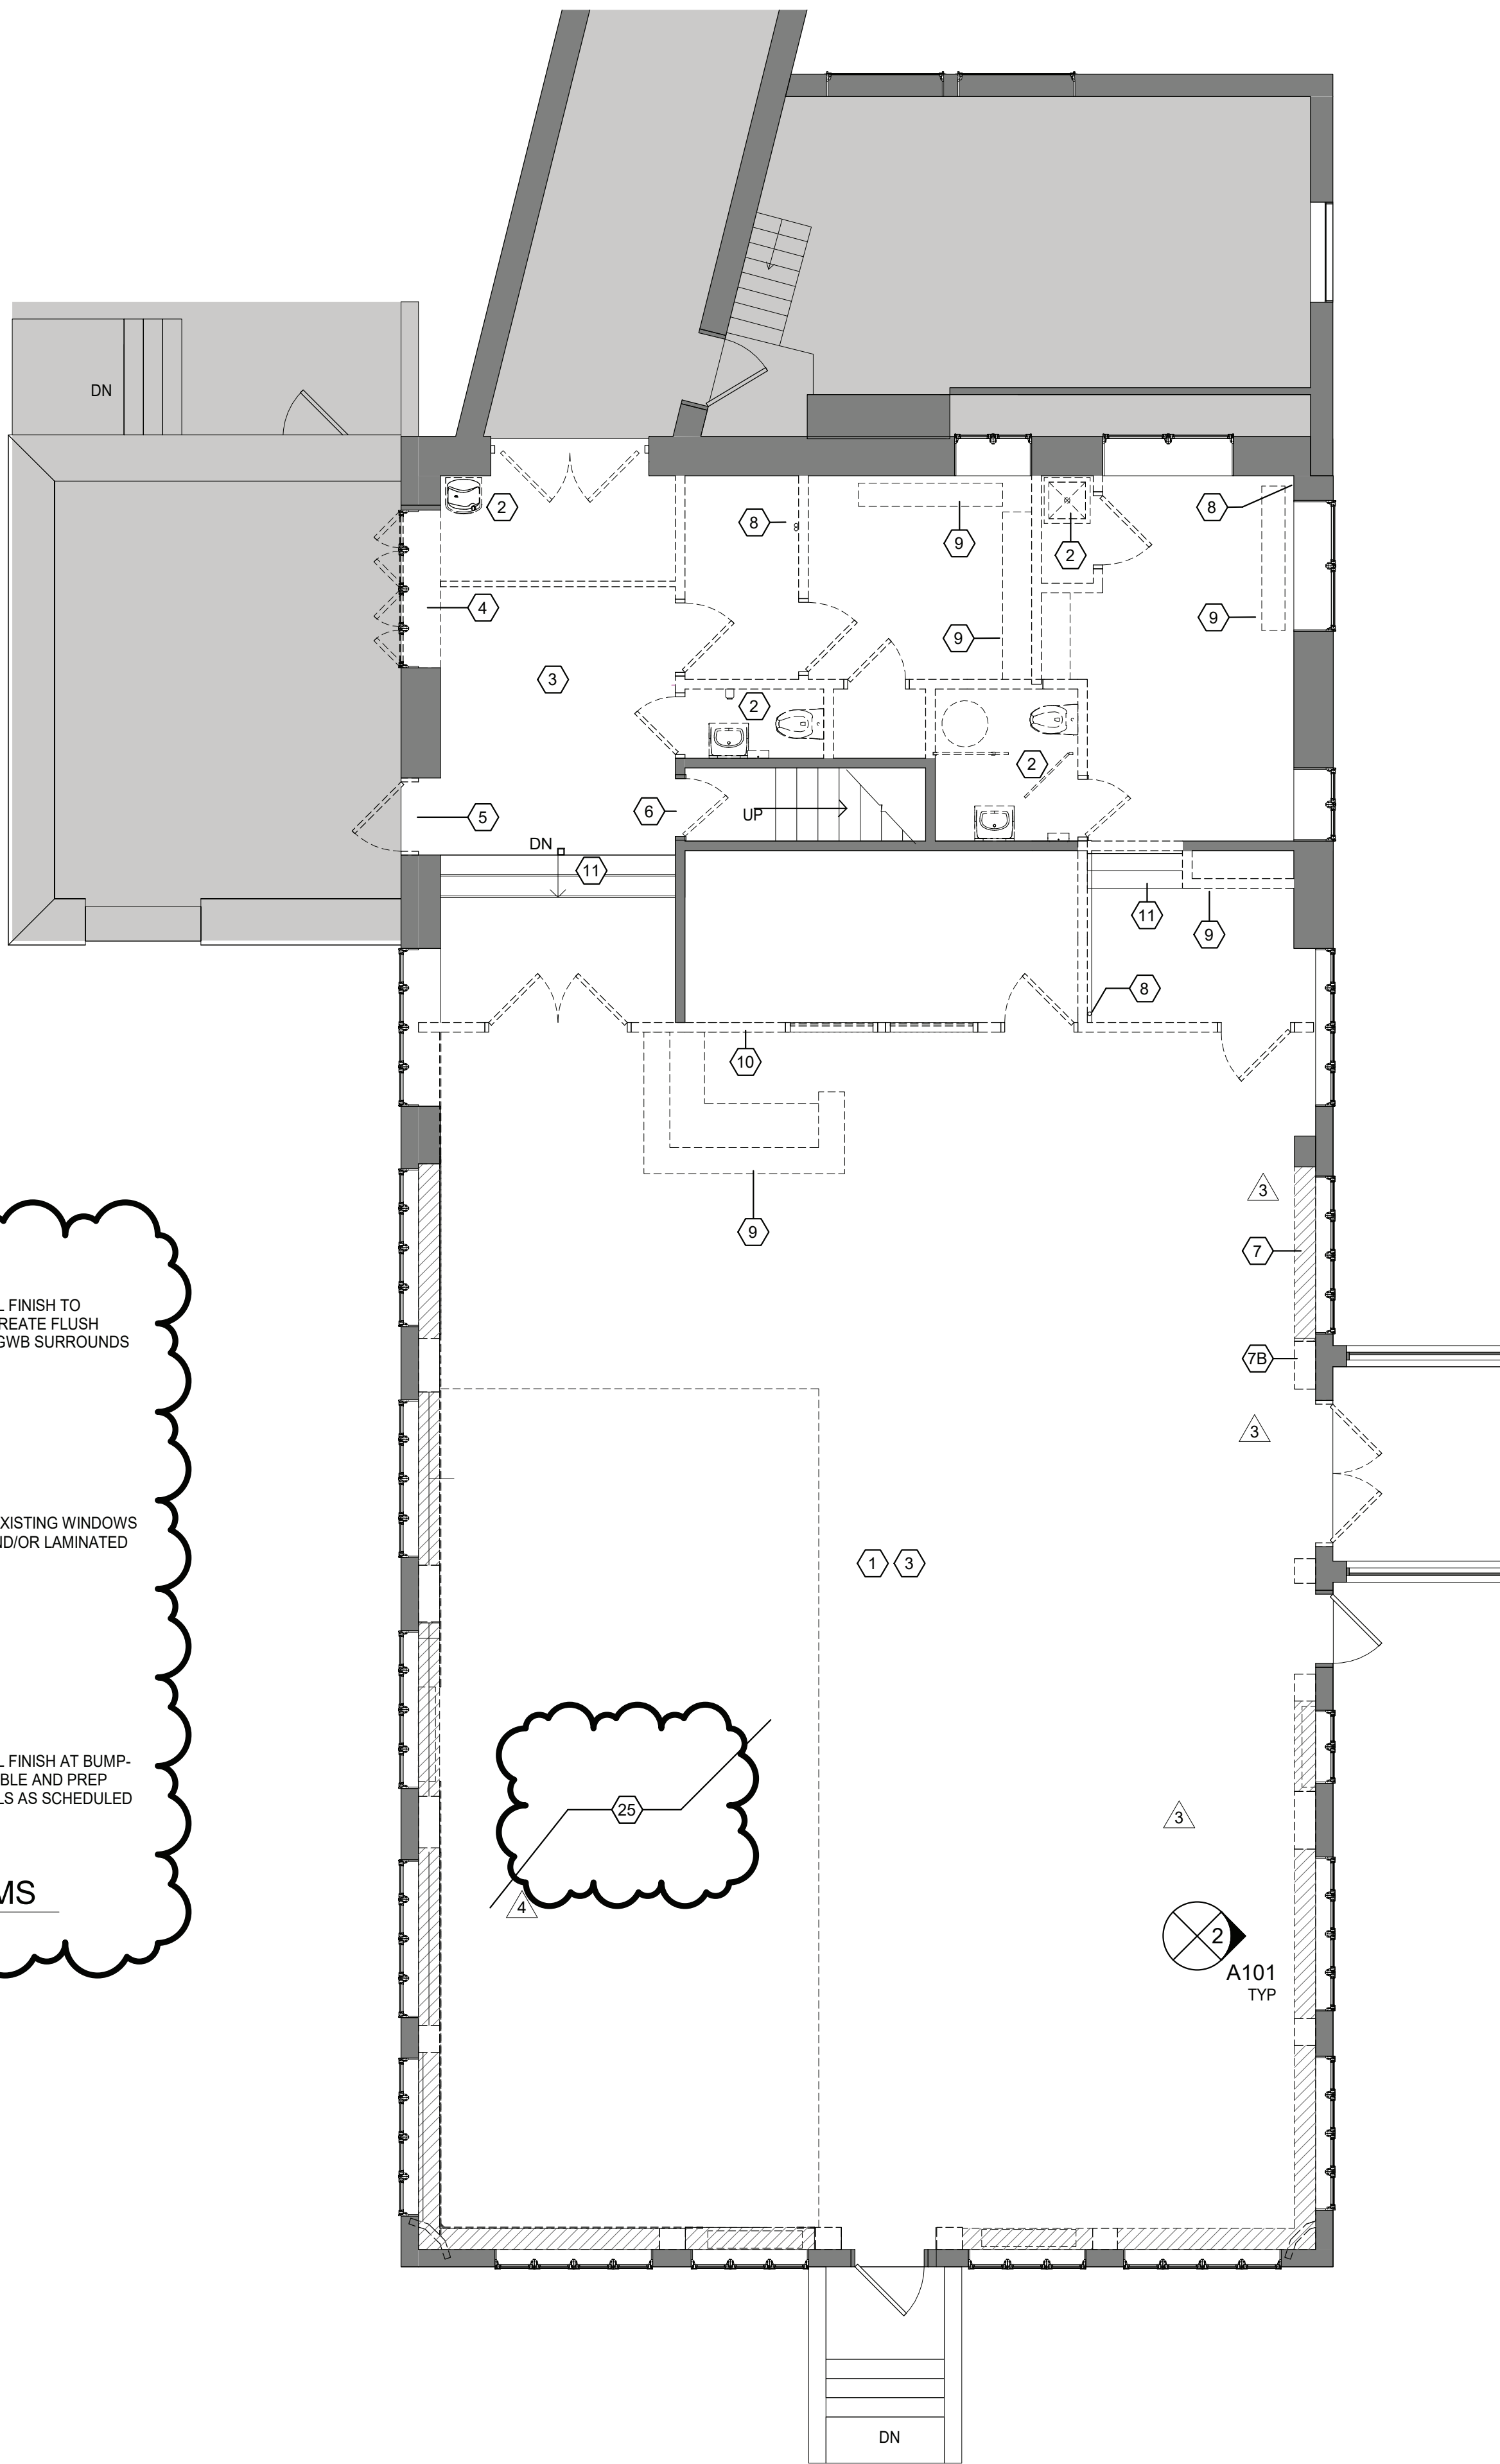 DN
2
8
9
2
8
4
9
9
3
2
2
5
6
UP
DN
11
11
9
8
10
3
9
7
7B
3
L FINISH TO
REATE FLUSH
GWB SURROUNDS
XISTING WINDOWS
ND/OR LAMINATED
L FINISH AT BUMP-
BLE AND PREP
LS AS SCHEDULED
MS
1
3
25
4
3
2
A101
TYP
DN